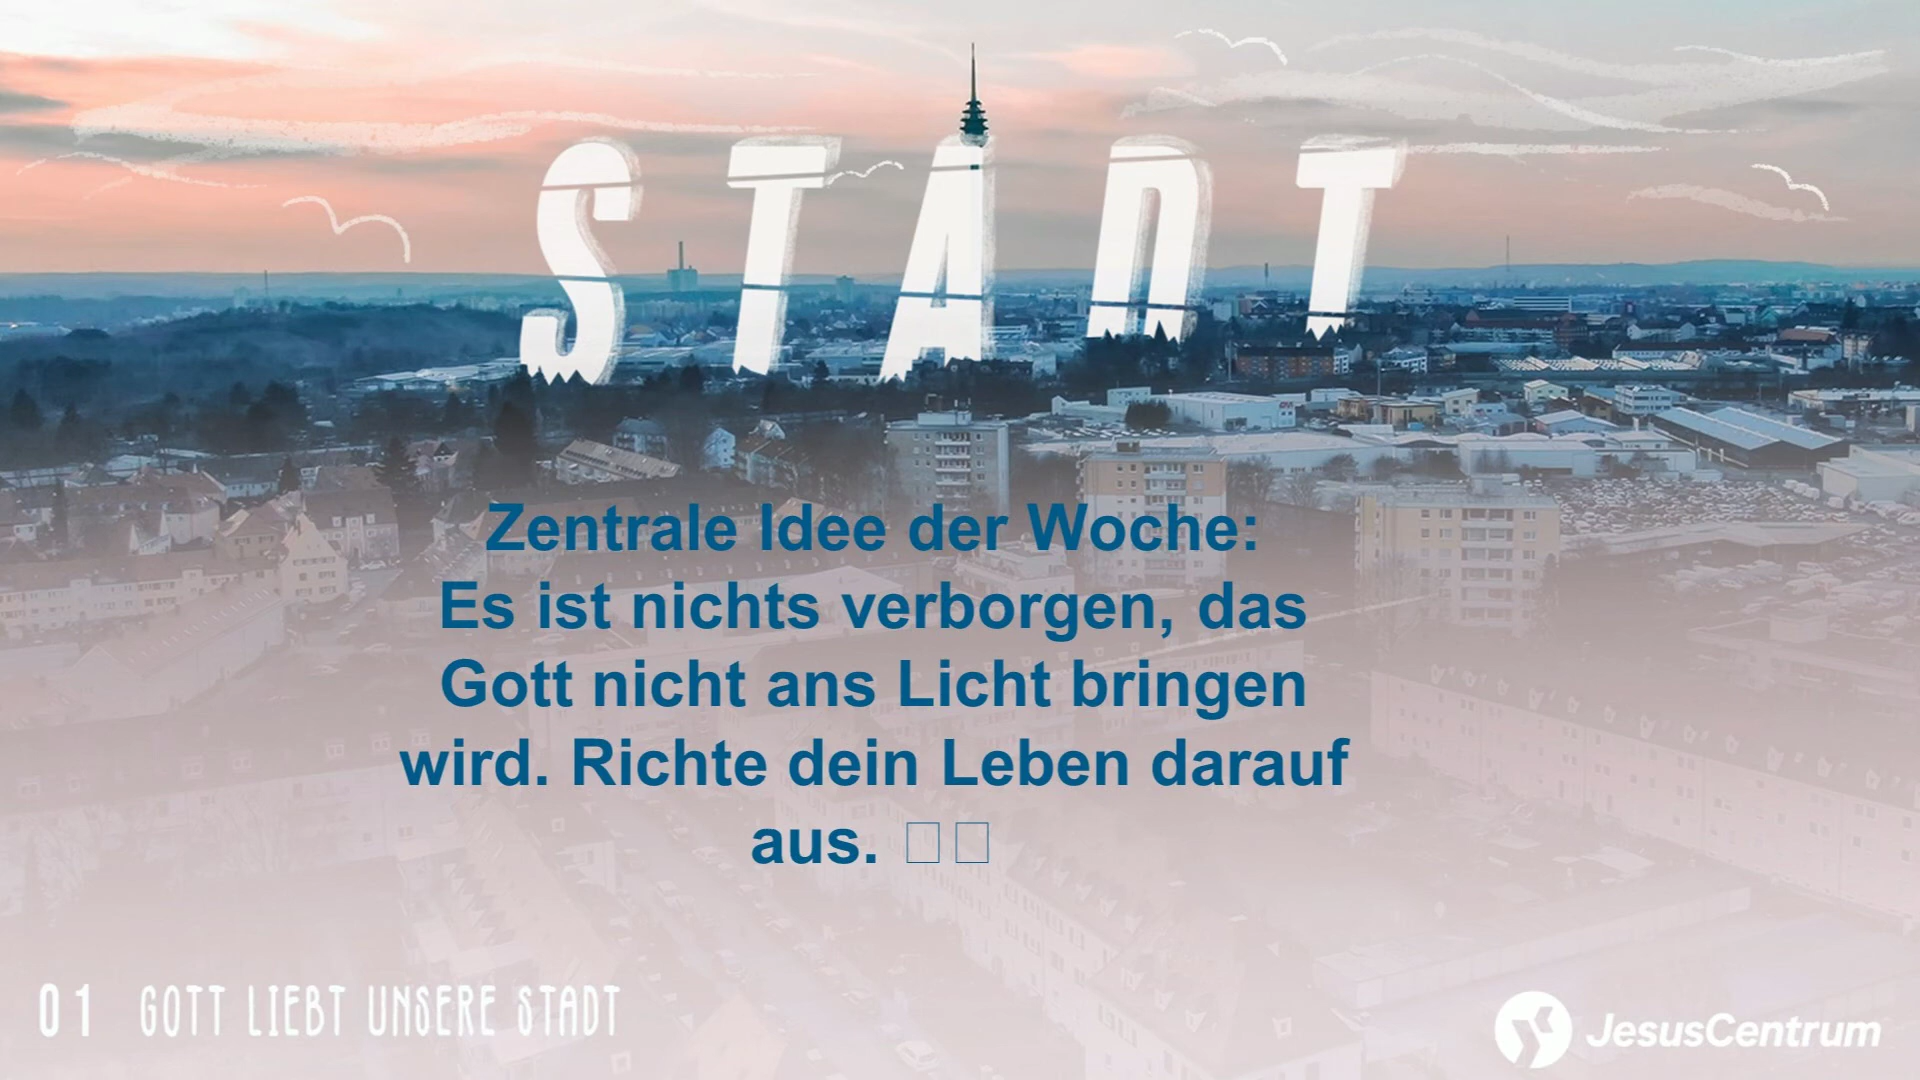 STADT
Zentrale Idee der Woche:
Es ist nichts verborgen, das
Gott nicht ans Licht bringen
wird. Richte dein Leben darauf
aus.
01 GOTT LIEBT UNSERE STADT
JesusCentrum